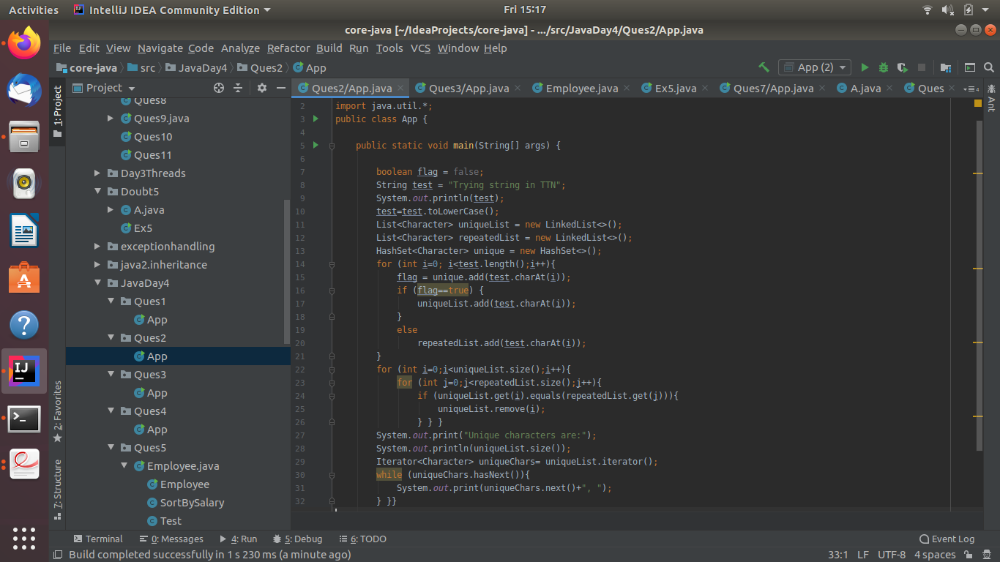 Activities IntelliJ IDEA Community Edition Fri 15:17
core-java [~/IdeaProjects/core-java] - .../src/JavaDay4/Ques2/App.java
File Edit View Navigate Code Analyze Refactor Build Run Tools VCS Window Help
core-java src JavaDay4 Ques2 App App (2)
Project
Ques2/App.java Ques3/App.java Employee.java Ex5.java Ques7/App.java A.java Ques 4
1: Project
Ant
Ques8
Ques9.java
Ques10
Ques11
Day3Threads
Doubt5
A.java
Ex5
exceptionhandling
java2.inheritance
JavaDay4
Ques1
App
Ques2
App
Ques3
App
Ques4
App
Ques5
Employee.java
Employee
SortBySalary
Test
2: Favorites
7: Structure
2 import java.util.*;
3 public class App {
4
5 public static void main(String[] args) {
6
7 boolean flag = false;
8 String test = "Trying string in TTN";
9 System.out.println(test);
10 test=test.toLowerCase();
11 List<Character> uniqueList = new LinkedList<>();
12 List<Character> repeatedList = new LinkedList<>();
13 HashSet<Character> unique = new HashSet<>();
14 for (int i=0; i<test.length();i++){
15 flag = unique.add(test.charAt(i));
16 if (flag==true) {
17 uniqueList.add(test.charAt(i));
18 }
19 else
20 repeatedList.add(test.charAt(i));
21 }
22 for (int i=0;i<uniqueList.size();i++){
23 for (int j=0;j<repeatedList.size();j++){
24 if (uniqueList.get(i).equals(repeatedList.get(j))){
25 uniqueList.remove(i);
26 } } }
27 System.out.print("Unique characters are:");
28 System.out.println(uniqueList.size());
29 Iterator<Character> uniqueChars= uniqueList.iterator();
30 while (uniqueChars.hasNext()){
31 System.out.print(uniqueChars.next()+", ");
32 } }}
Terminal 0: Messages 4: Run 5: Debug 6: TODO Event Log
Build completed successfully in 1 s 230 ms (a minute ago) 33:1 LF UTF-8 4 spaces